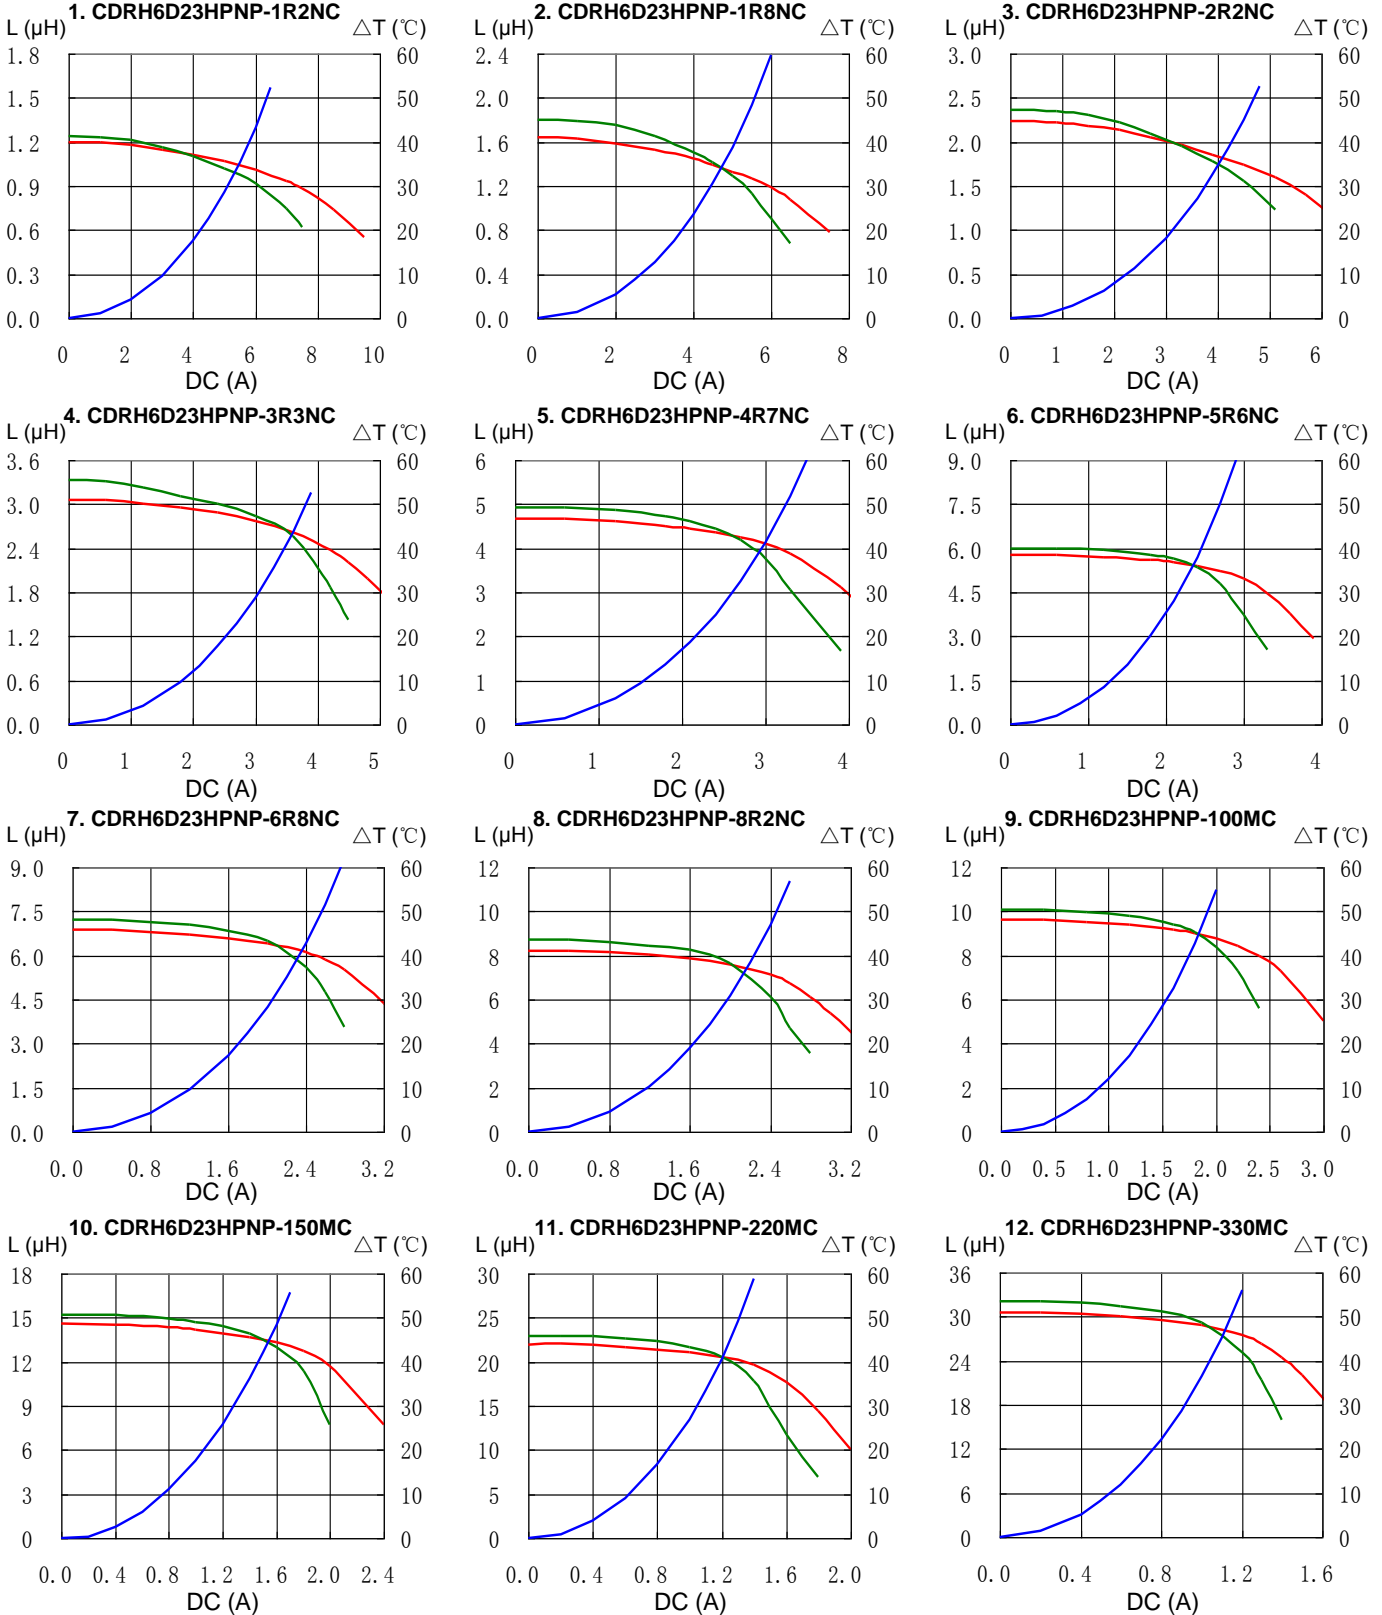 1. CDRH6D23HPNP-1R2NC
L (μH) △T (℃)
1.8 60
1.5 50
1.2 40
0.9 30
0.6 20
0.3 10
0.0 0
0 2 4 6 8 10
DC (A)
2. CDRH6D23HPNP-1R8NC
L (μH) △T (℃)
2.4 60
2.0 50
1.6 40
1.2 30
0.8 20
0.4 10
0.0 0
0 2 4 6 8
DC (A)
3. CDRH6D23HPNP-2R2NC
L (μH) △T (℃)
3.0 60
2.5 50
2.0 40
1.5 30
1.0 20
0.5 10
0.0 0
0 1 2 3 4 5 6
DC (A)
4. CDRH6D23HPNP-3R3NC
L (μH) △T (℃)
3.6 60
3.0 50
2.4 40
1.8 30
1.2 20
0.6 10
0.0 0
0 1 2 3 4 5
DC (A)
5. CDRH6D23HPNP-4R7NC
L (μH) △T (℃)
6 60
5 50
4 40
3 30
2 20
1 10
0 0
0 1 2 3 4
DC (A)
6. CDRH6D23HPNP-5R6NC
L (μH) △T (℃)
9.0 60
7.5 50
6.0 40
4.5 30
3.0 20
1.5 10
0.0 0
0 1 2 3 4
DC (A)
7. CDRH6D23HPNP-6R8NC
L (μH) △T (℃)
9.0 60
7.5 50
6.0 40
4.5 30
3.0 20
1.5 10
0.0 0
0.0 0.8 1.6 2.4 3.2
DC (A)
8. CDRH6D23HPNP-8R2NC
L (μH) △T (℃)
12 60
10 50
8 40
6 30
4 20
2 10
0 0
0.0 0.8 1.6 2.4 3.2
DC (A)
9. CDRH6D23HPNP-100MC
L (μH) △T (℃)
12 60
10 50
8 40
6 30
4 20
2 10
0 0
0.0 0.5 1.0 1.5 2.0 2.5 3.0
DC (A)
10. CDRH6D23HPNP-150MC
L (μH) △T (℃)
18 60
15 50
12 40
9 30
6 20
3 10
0 0
0.0 0.4 0.8 1.2 1.6 2.0 2.4
DC (A)
11. CDRH6D23HPNP-220MC
L (μH) △T (℃)
30 60
25 50
20 40
15 30
10 20
5 10
0 0
0.0 0.4 0.8 1.2 1.6 2.0
DC (A)
12. CDRH6D23HPNP-330MC
L (μH) △T (℃)
36 60
30 50
24 40
18 30
12 20
6 10
0 0
0.0 0.4 0.8 1.2 1.6
DC (A)